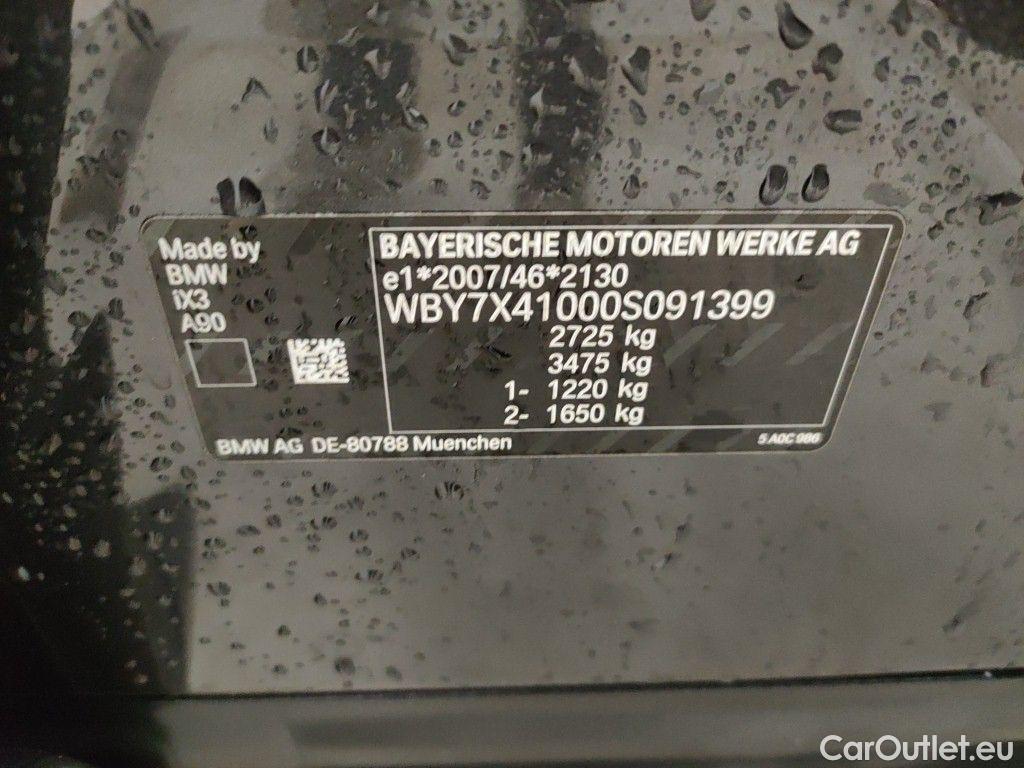 Made by
BMW
iX3
A90
BAYERISCHE MOTOREN WERKE AG
e1*2007/46*2130
WBY7X41000S091399
2725 kg
3475 kg
1- 1220 kg
2- 1650 kg
BMW AG DE-80788 Muenchen
5 A0C 986
CarOutlet.eu